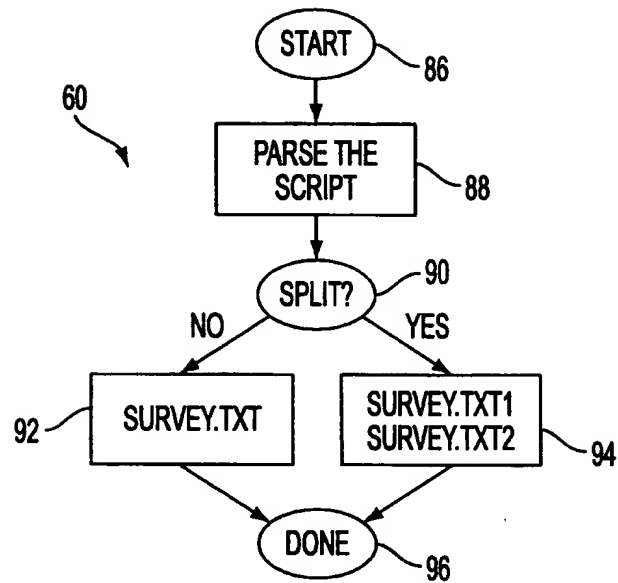 START
86
60
PARSE THE
SCRIPT
88
SPLIT?
90
NO
YES
92
SURVEY.TXT
SURVEY.TXT1
SURVEY.TXT2
94
DONE
96